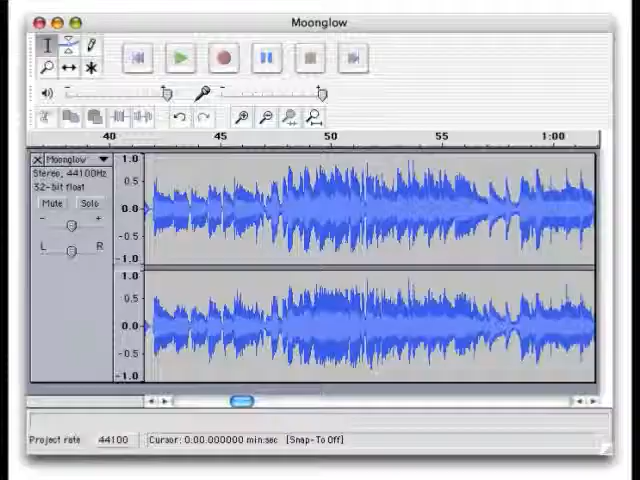 Moonglow
40 45 50 55 1:00
Moonglow
Stereo, 44100Hz
32-bit float
Mute Solo
- +
L R
1.0
0.5
0.0
-0.5
-1.0
1.0
0.5
0.0
-0.5
-1.0
Project rate 44100 Cursor: 0:00.000000 min:sec [Snap-To Off]